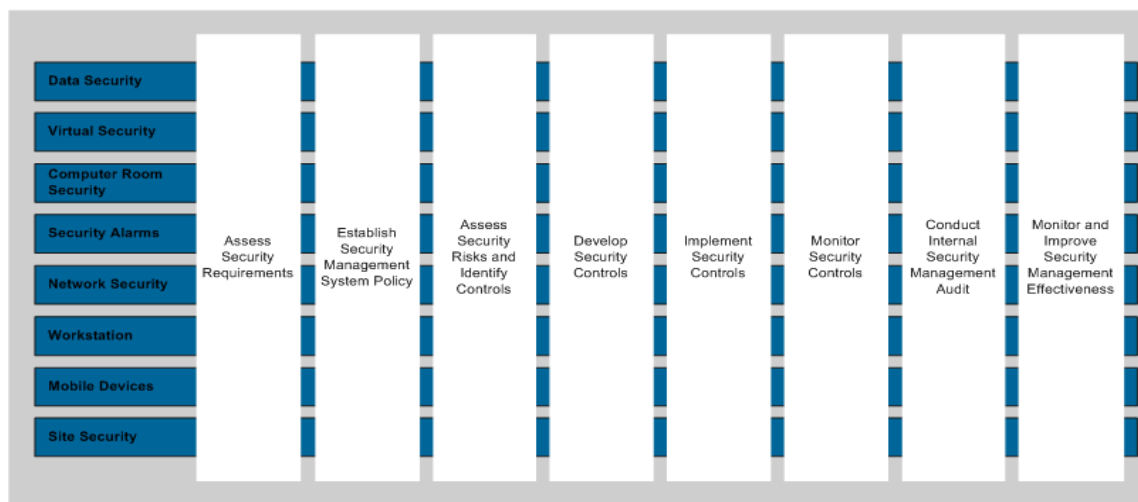 Data Security
Virtual Security
Computer Room
Security
Security Alarms
Network Security
Workstation
Mobile Devices
Site Security
Assess
Security
Requirements
Establish
Security
Management
System Policy
Assess
Security
Risks and
Identify
Controls
Develop
Security
Controls
Implement
Security
Controls
Monitor
Security
Controls
Conduct
Internal
Security
Management
Audit
Monitor and
Improve
Security
Management
Effectiveness